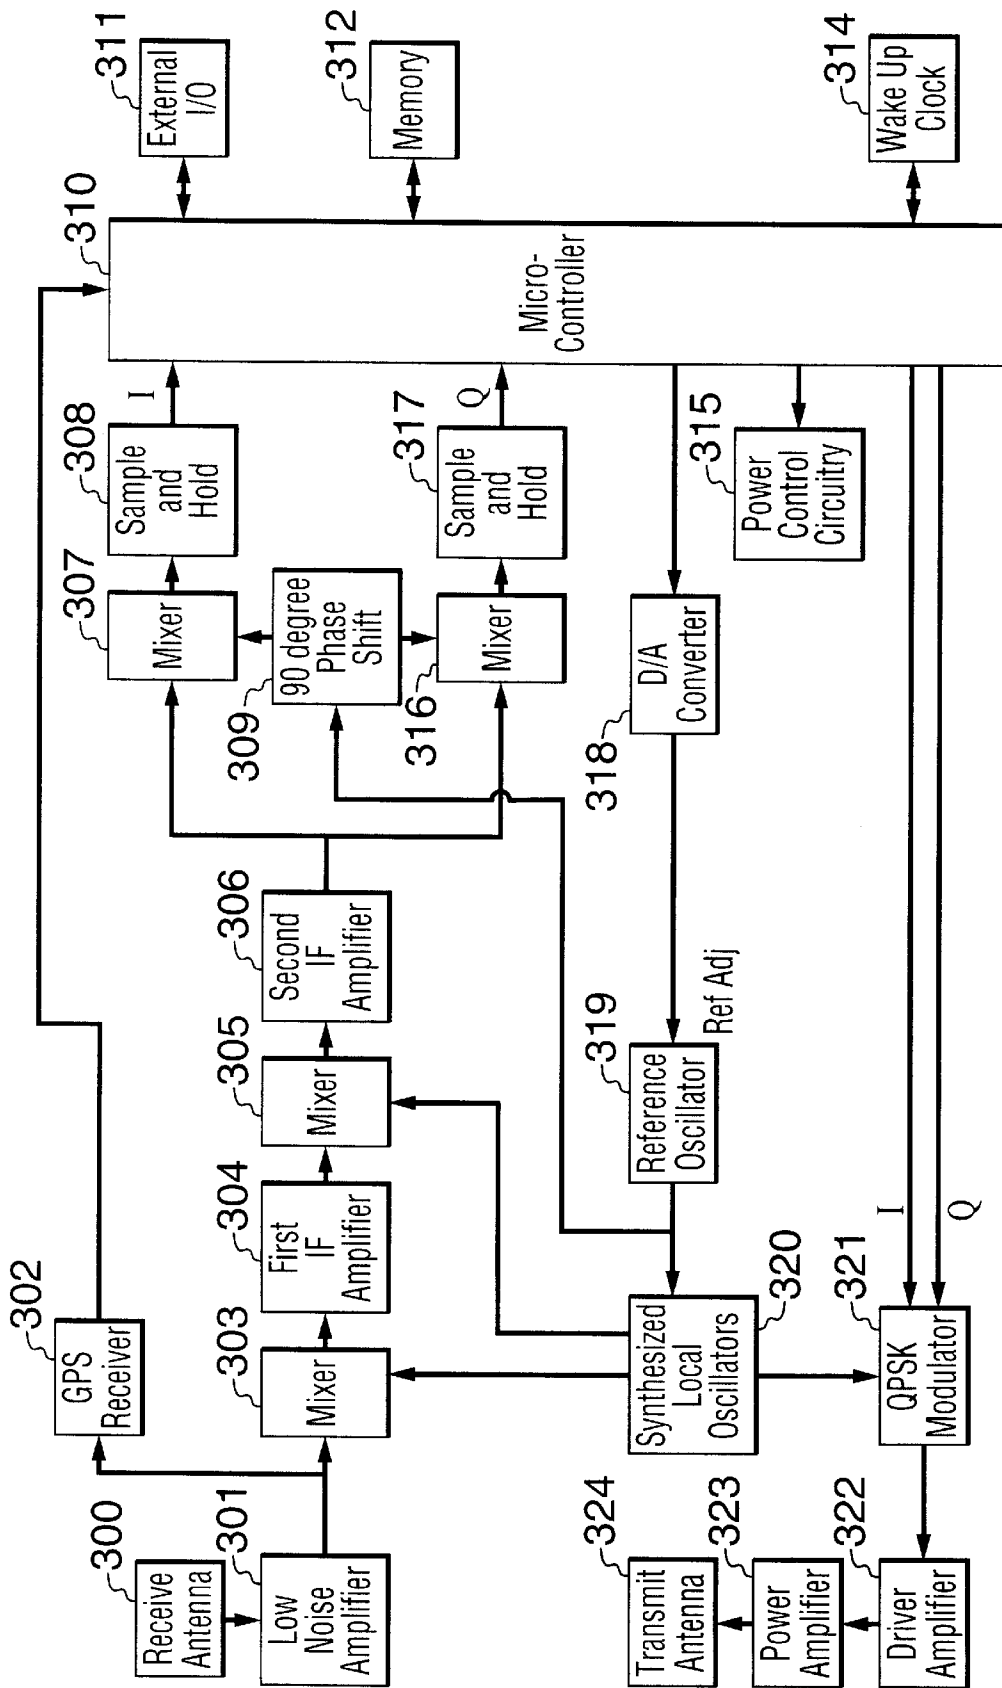 300
Receive
Antenna
301
Low
Noise
Amplifier
302
GPS
Receiver
303
Mixer
304
First
IF
Amplifier
305
Mixer
306
Second
IF
Amplifier
307
Mixer
308
Sample
and
Hold
I
309
90 degree
Phase
Shift
316
Mixer
317
Sample
and
Hold
Q
310
Micro-
Controller
311
External
I/O
312
Memory
314
Wake Up
Clock
315
Power
Control
Circuitry
318
D/A
Converter
319
Reference
Oscillator
Ref Adj
320
Synthesized
Local
Oscillators
321
QPSK
Modulator
I
Q
322
Driver
Amplifier
323
Power
Amplifier
324
Transmit
Antenna